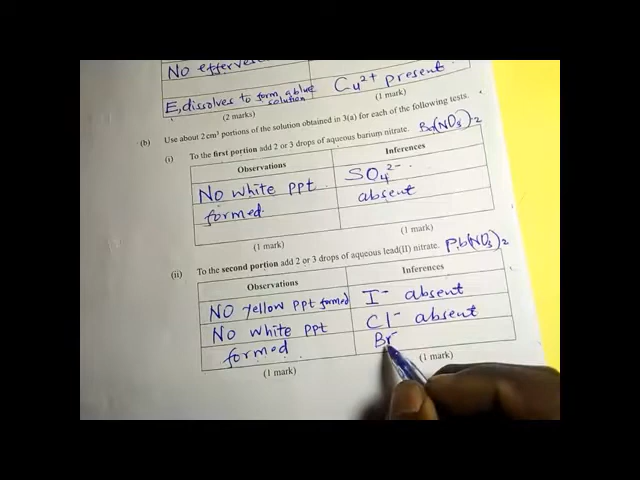 No efferves
E, dissolves to form a blue
solution
Cu2+ present
(2 marks)
(1 mark)
(b) Use about 2 cm3 portions of the solution obtained in 3(a) for each of the following tests.
(i) To the first portion add 2 or 3 drops of aqueous barium nitrate. Ba(NO3)2
Observations
Inferences
No white ppt
formed.
SO4 2-
absent
(1 mark)
(1 mark)
(ii) To the second portion add 2 or 3 drops of aqueous lead(II) nitrate. Pb(NO3)2
Observations
Inferences
NO yellow ppt formed
No white ppt
formed
I- absent
Cl- absent
Br-
(1 mark)
(1 mark)